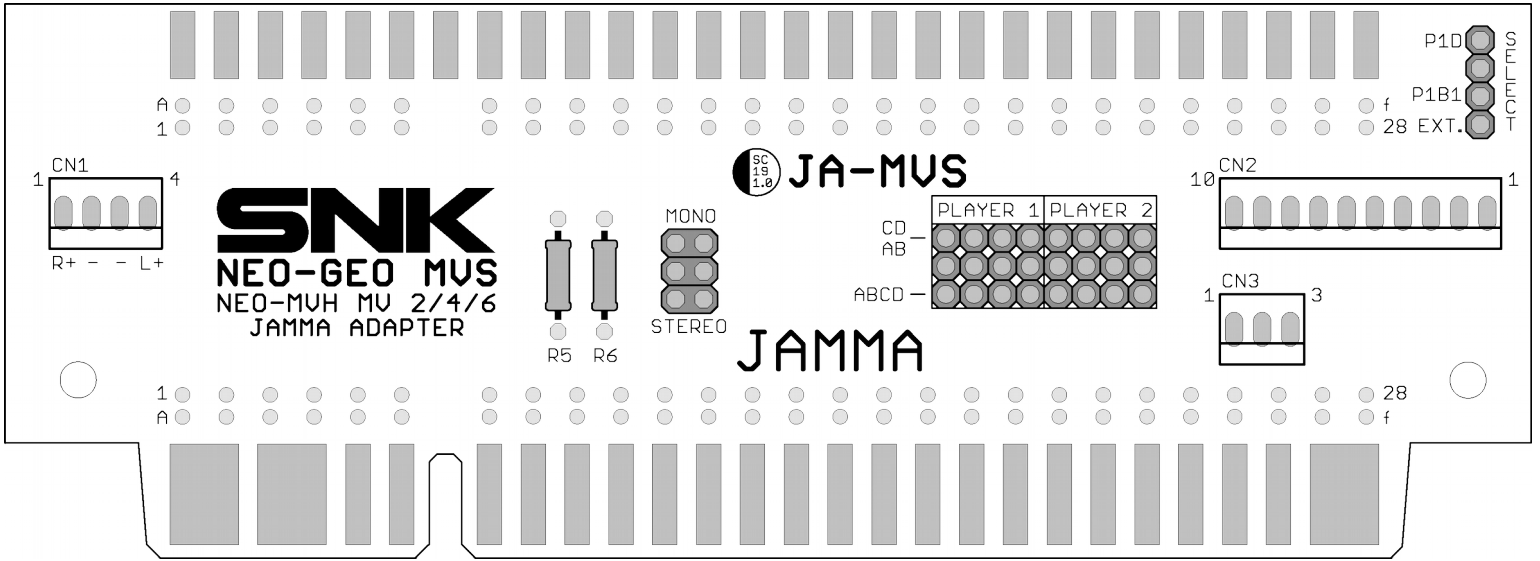 P1D
SELECT
A f
P1B1
1 28 EXT.
CN1
1 4
R+ - - L+
SNK
NEO-GEO MVS
NEO-MVH MV 2/4/6
JAMMA ADAPTER
R5 R6
MONO
STEREO
SC
19
1.0
JA-MVS
PLAYER 1 PLAYER 2
CD
AB
ABCD
JAMMA
CN2
10 1
CN3
1 3
1 28
A f